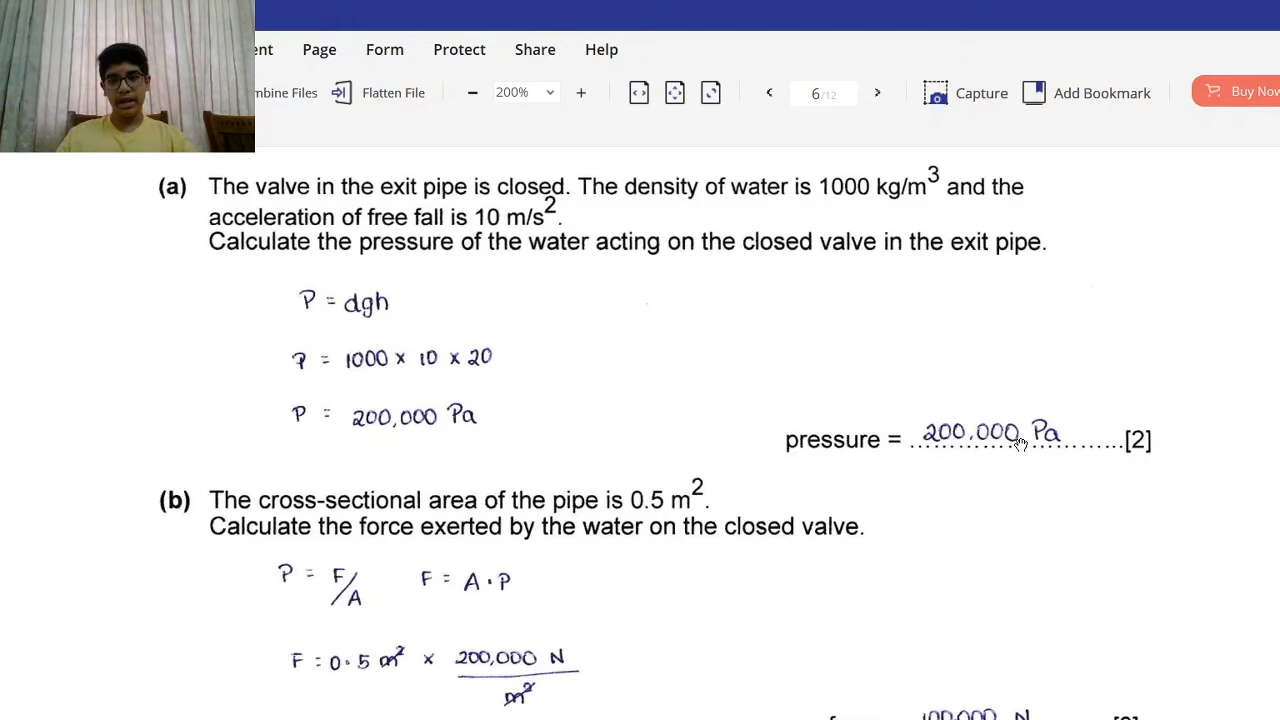 ent Page Form Protect Share Help
mbine Files Flatten File 200% 6/12 Capture Add Bookmark Buy Now
(a) The valve in the exit pipe is closed. The density of water is 1000 kg/m³ and the
acceleration of free fall is 10 m/s².
Calculate the pressure of the water acting on the closed valve in the exit pipe.
P = dgh
P = 1000 × 10 × 20
P = 200,000 Pa
pressure = 200,000 Pa [2]
(b) The cross-sectional area of the pipe is 0.5 m².
Calculate the force exerted by the water on the closed valve.
P = F/A F = A · P
F = 0.5 m² × 200,000 N
m²
100,000 N